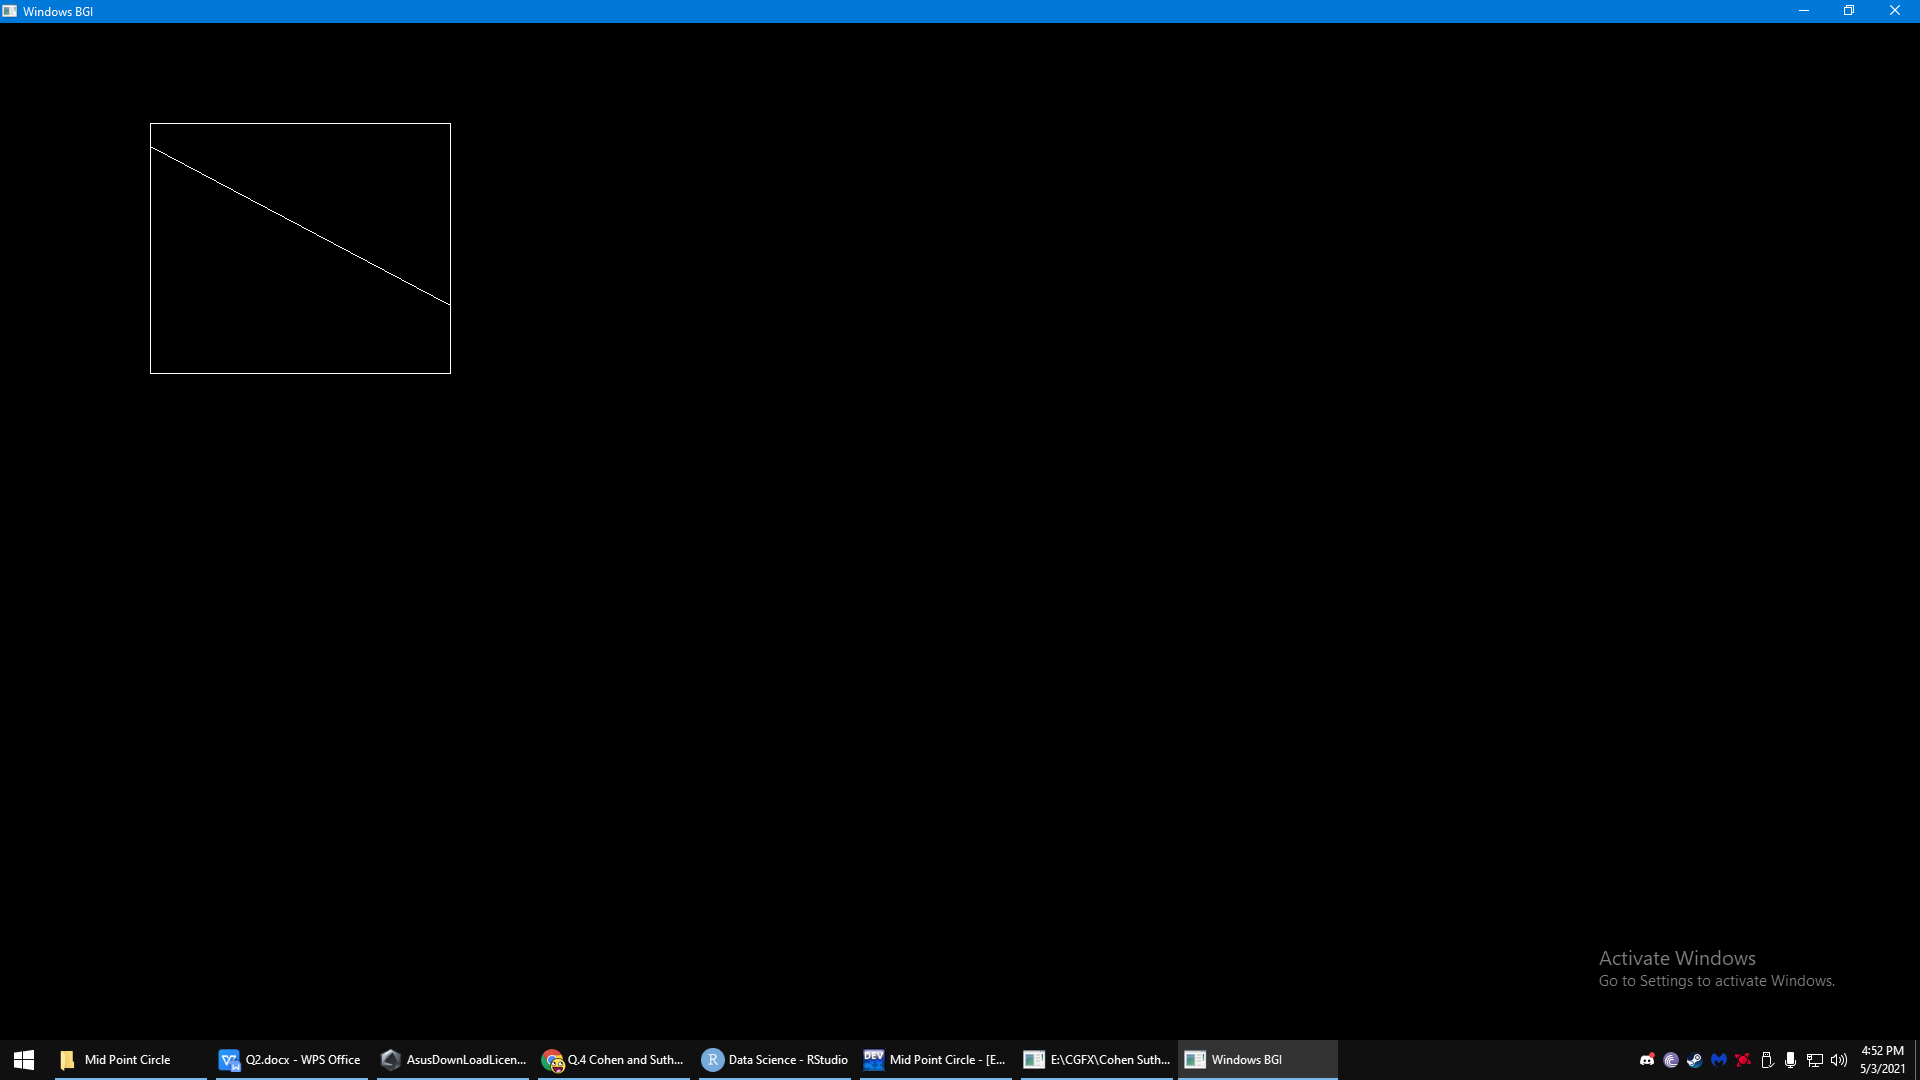 Windows BGI
Activate Windows
Go to Settings to activate Windows.
Mid Point Circle
Q2.docx - WPS Office
AsusDownLoadLicen...
Q.4 Cohen and Suth...
R
Data Science - RStudio
DEV
Mid Point Circle - [E...
E:\CGFX\Cohen Suth...
Windows BGI
4:52 PM
5/3/2021